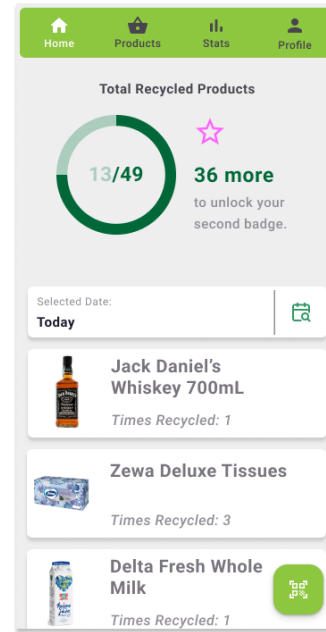 Home
Products
Stats
Profile
Total Recycled Products
13/49
36 more
to unlock your
second badge.
Selected Date:
Today
Jack Daniel's
Whiskey 700mL
Times Recycled: 1
Zewa Deluxe Tissues
Times Recycled: 3
Delta Fresh Whole
Milk
Times Recycled: 1